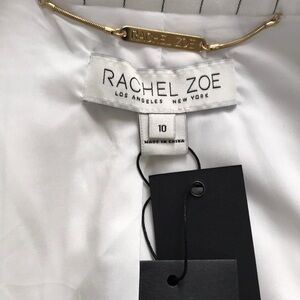 RACHEL ZOE
RACHEL ZOE
LOS ANGELES NEW YORK
10
MADE IN CHINA